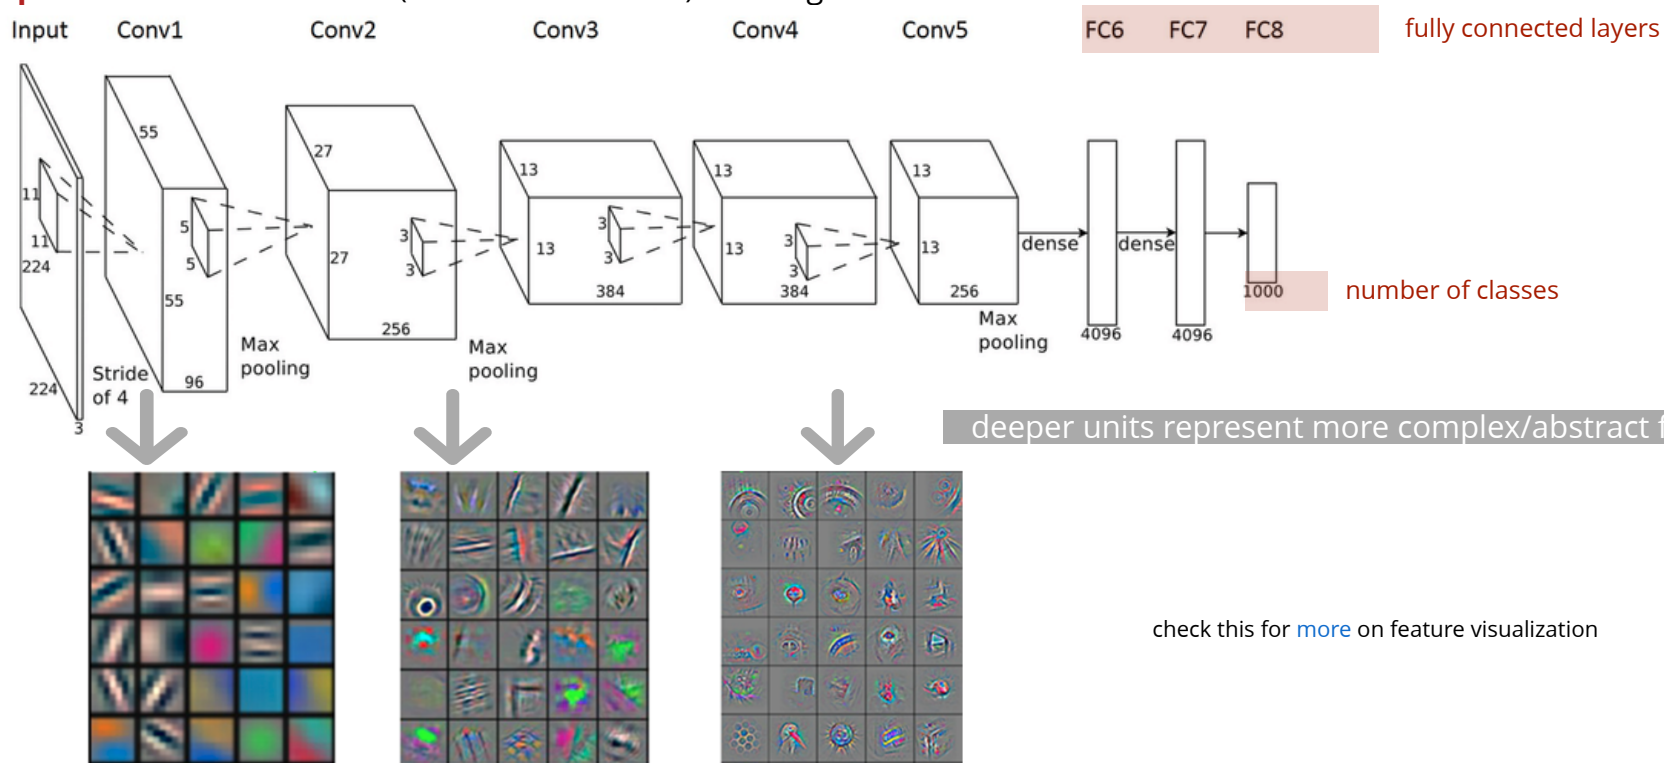 Input Conv1 Conv2 Conv3 Conv4 Conv5 FC6 FC7 FC8 fully connected layers
55
27
13
13
13
11
11
224
5
5
55
27
3
3
13
3
3
13
3
3
13
dense
dense
384
384
256
1000
number of classes
256
Max
pooling
4096
4096
Max
pooling
Max
pooling
Stride
of 4
96
224
3
deeper units represent more complex/abstract
check this for more on feature visualization